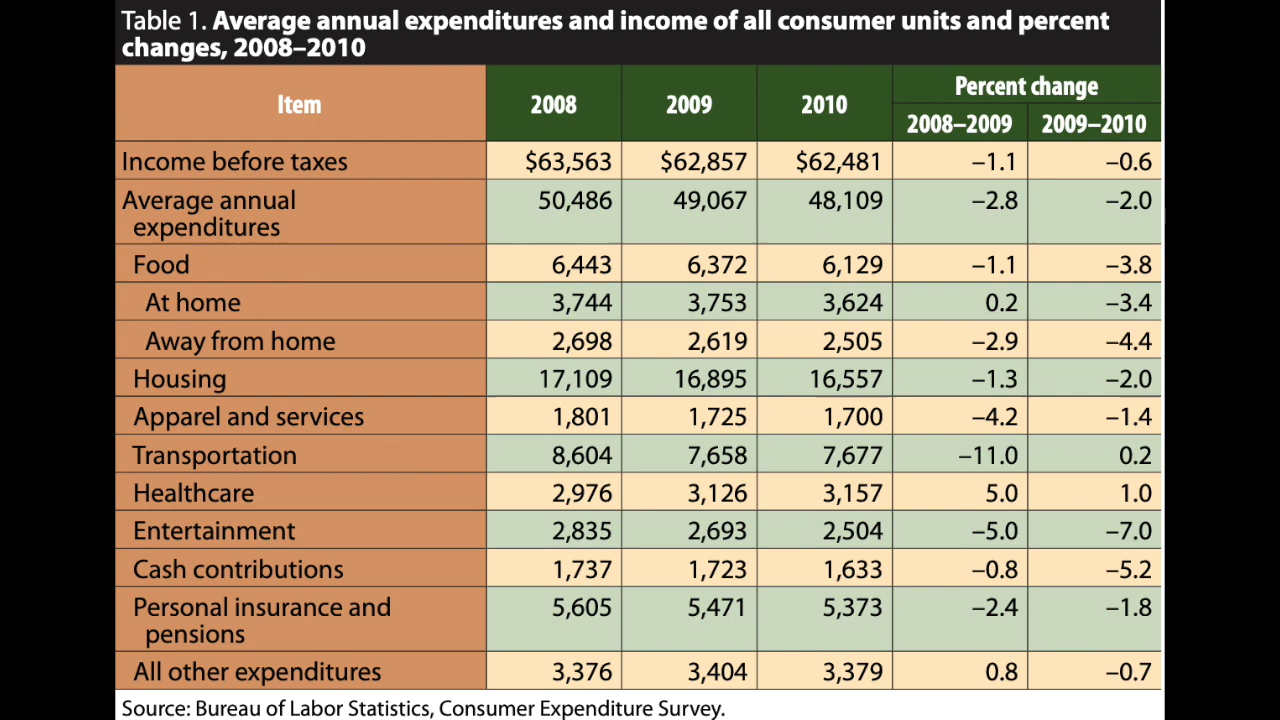 Table 1. Average annual expenditures and income of all consumer units and percent
changes, 2008–2010
Item 2008 2009 2010 Percent change
2008–2009 2009–2010
Income before taxes $63,563 $62,857 $62,481 –1.1 –0.6
Average annual
expenditures 50,486 49,067 48,109 –2.8 –2.0
Food 6,443 6,372 6,129 –1.1 –3.8
At home 3,744 3,753 3,624 0.2 –3.4
Away from home 2,698 2,619 2,505 –2.9 –4.4
Housing 17,109 16,895 16,557 –1.3 –2.0
Apparel and services 1,801 1,725 1,700 –4.2 –1.4
Transportation 8,604 7,658 7,677 –11.0 0.2
Healthcare 2,976 3,126 3,157 5.0 1.0
Entertainment 2,835 2,693 2,504 –5.0 –7.0
Cash contributions 1,737 1,723 1,633 –0.8 –5.2
Personal insurance and
pensions 5,605 5,471 5,373 –2.4 –1.8
All other expenditures 3,376 3,404 3,379 0.8 –0.7
Source: Bureau of Labor Statistics, Consumer Expenditure Survey.